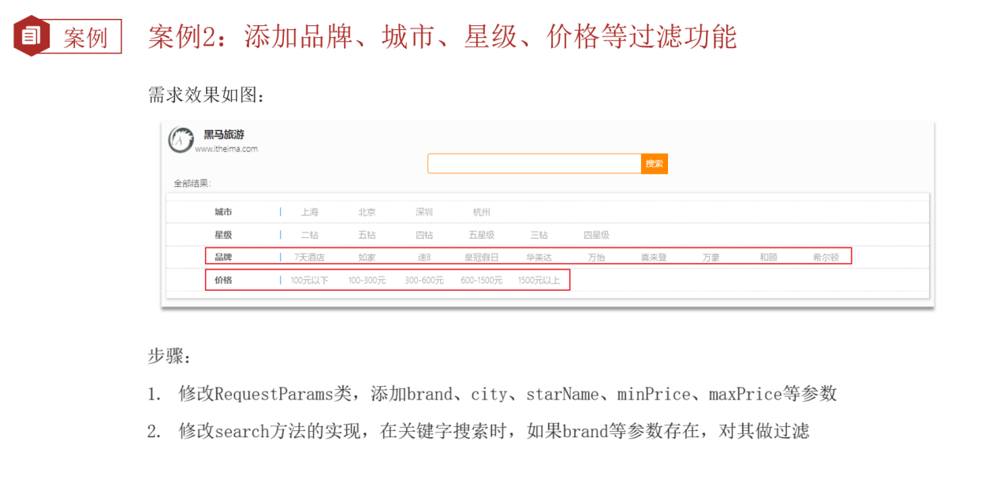 案例
案例2：添加品牌、城市、星级、价格等过滤功能
需求效果如图：
黑马旅游
www.itheima.com
搜索
全部结果：
城市 | 上海 北京 深圳 杭州
星级 | 二钻 五钻 四钻 五星级 三钻 四星级
品牌 | 7天酒店 如家 速8 皇冠假日 华美达 万怡 喜来登 万豪 和颐 希尔顿
价格 | 100元以下 100-300元 300-600元 600-1500元 1500元以上
步骤：
1. 修改RequestParams类，添加brand、city、starName、minPrice、maxPrice等参数
2. 修改search方法的实现，在关键字搜索时，如果brand等参数存在，对其做过滤